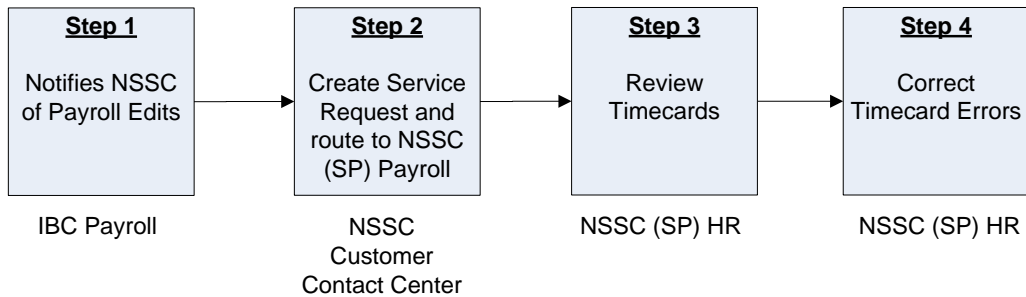 Step 1
Notifies NSSC
of Payroll Edits
IBC Payroll
Step 2
Create Service
Request and
route to NSSC
(SP) Payroll
NSSC
Customer
Contact Center
Step 3
Review
Timecards
NSSC (SP) HR
Step 4
Correct
Timecard Errors
NSSC (SP) HR